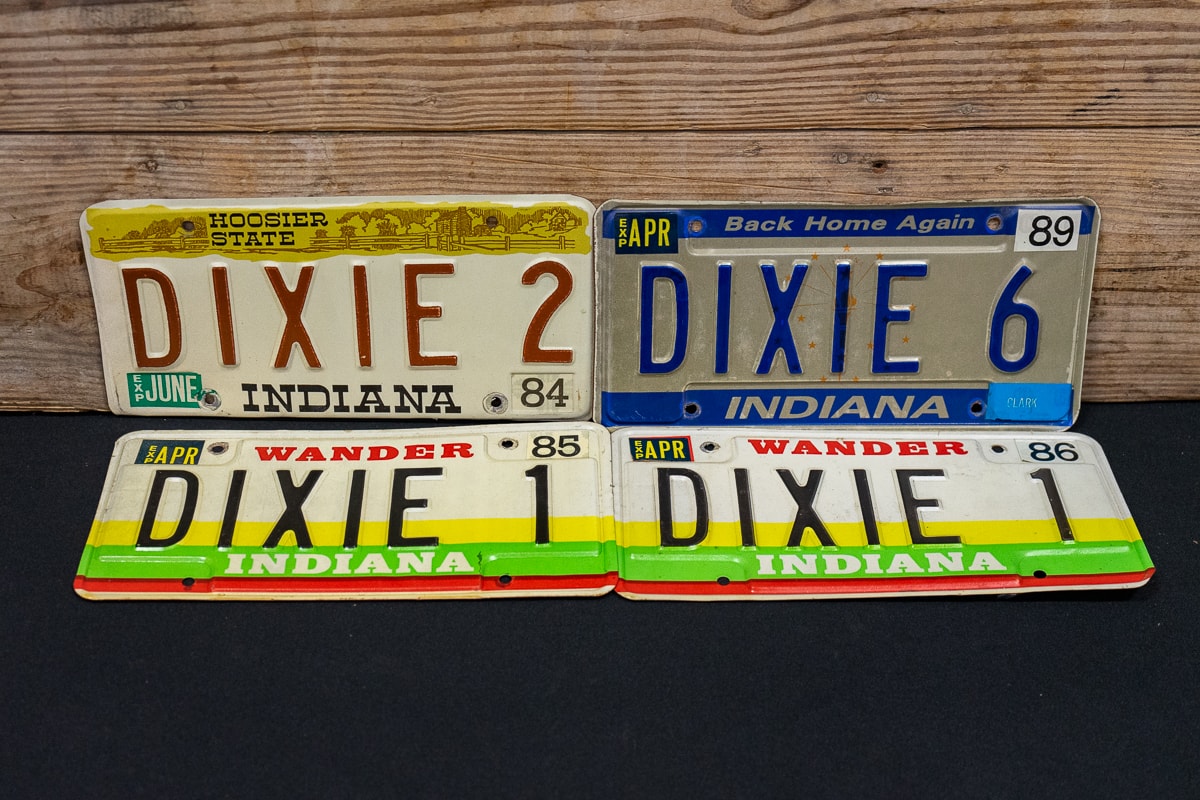 HOOSIER
STATE
DIXIE 2
EXP JUNE INDIANA 84
EXP APR Back Home Again 89
DIXIE 6
INDIANA CLARK
EXP APR WANDER 85
DIXIE 1
INDIANA
EXP APR WANDER 86
DIXIE 1
INDIANA